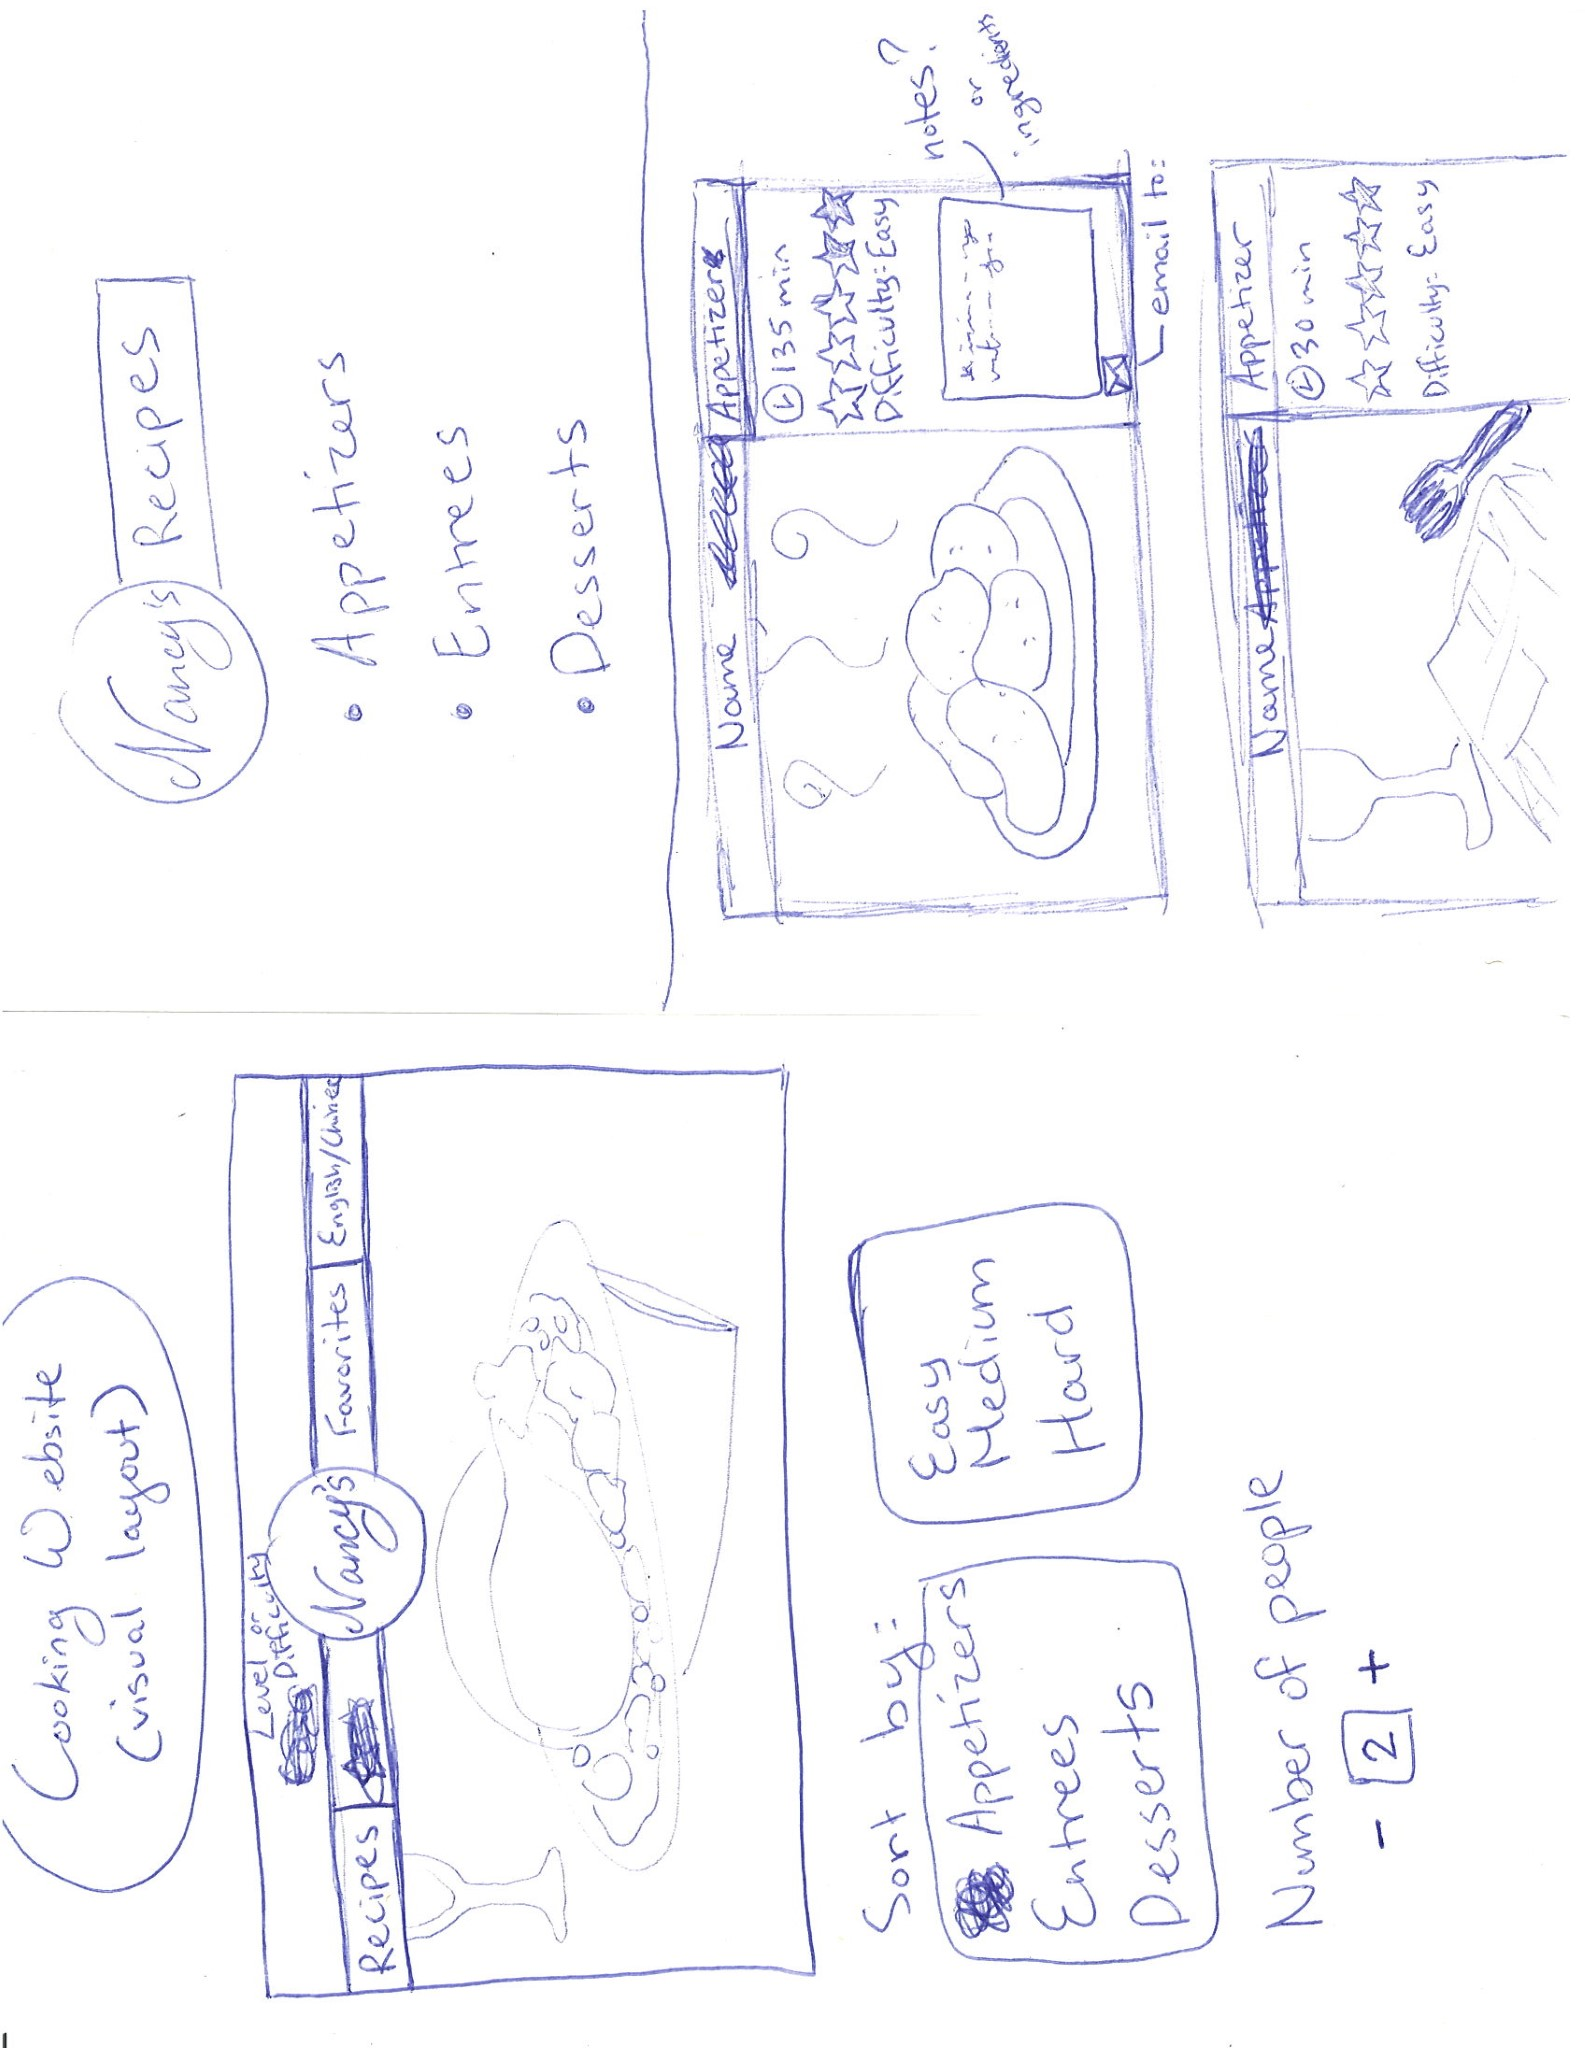 Cooking Website
(visual layout)
Level or
Difficulty
Recipes
Nancy's
Favorites
English/Chinese
Sort by:
Appetizers
Entrees
Desserts
Easy
Medium
Hard
Number of people
- 2 +
Nancy's
Recipes
• Appetizers
• Entrees
• Desserts
Name
Appetizers
135 min
Difficulty: Easy
notes?
or
ingredients
email to:
Name Appetizers
Appetizer
30 min
Difficulty: Easy